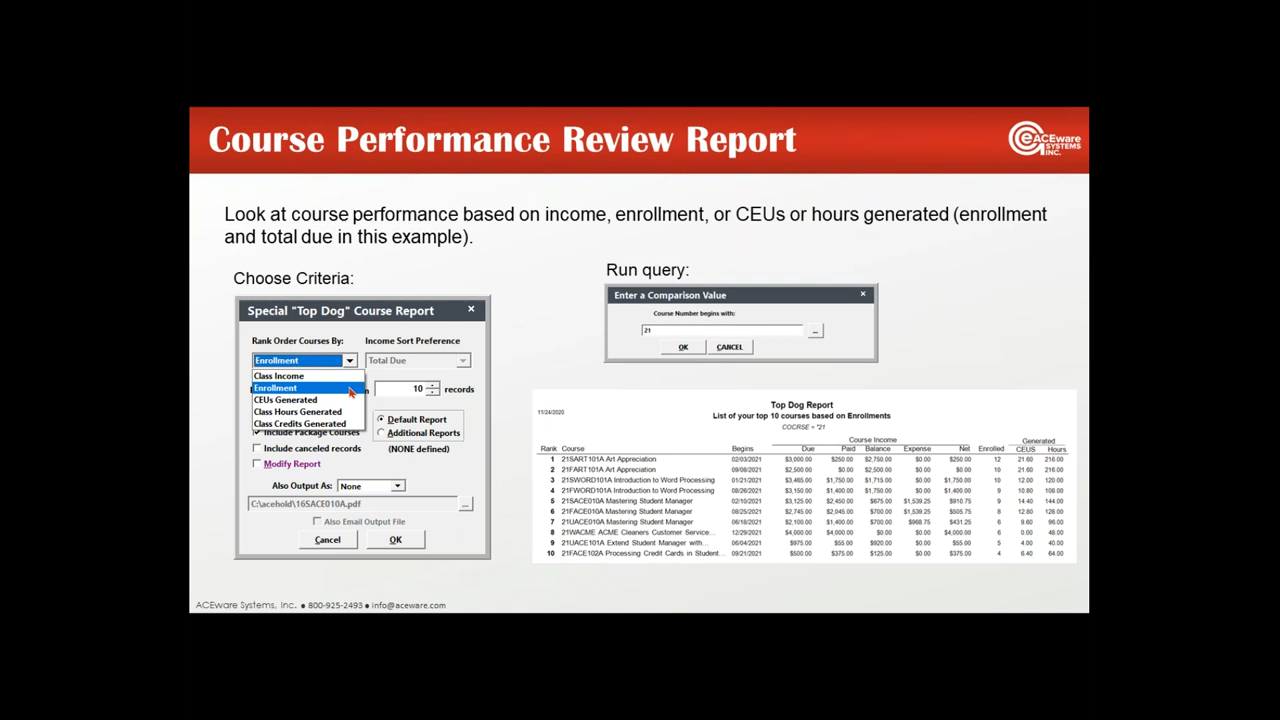 Course Performance Review Report
eACEware
SYSTEMS
INC.
Look at course performance based on income, enrollment, or CEUs or hours generated (enrollment
and total due in this example).
Choose Criteria:
Special "Top Dog" Course Report
Rank Order Courses By:
Income Sort Preference
Enrollment
Total Due
Class Income
Enrollment
CEUs Generated
Class Hours Generated
Class Credits Generated
10 records
Default Report
Additional Reports
(NONE defined)
Include Package Courses
Include canceled records
Modify Report
Also Output As: None
C:\acehold\16SACE010A.pdf ...
Also Email Output File
Cancel OK
Run query:
Enter a Comparison Value
Course Number begins with:
21 ...
OK CANCEL
11/24/2020
Top Dog Report
List of your top 10 courses based on Enrollments
COCRSE = "21
Course Income Generated
Rank Course Begins Due Paid Balance Expense Net Enrolled CEUS Hours
1 21SART101A Art Appreciation 02/03/2021 $3,000.00 $250.00 $2,750.00 $0.00 $250.00 12 21.60 216.00
2 21FART101A Art Appreciation 09/08/2021 $2,500.00 $0.00 $2,500.00 $0.00 $0.00 10 21.60 216.00
3 21SWORD101A Introduction to Word Processing 01/21/2021 $3,465.00 $1,750.00 $1,715.00 $0.00 $1,750.00 10 12.00 120.00
4 21FWORD101A Introduction to Word Processing 08/26/2021 $3,150.00 $1,400.00 $1,750.00 $0.00 $1,400.00 9 10.80 108.00
5 21SACE010A Mastering Student Manager 02/10/2021 $3,125.00 $2,450.00 $675.00 $1,539.25 $910.75 9 14.40 144.00
6 21FACE010A Mastering Student Manager 08/25/2021 $2,745.00 $2,045.00 $700.00 $1,539.25 $505.75 8 12.80 128.00
7 21UACE010A Mastering Student Manager 06/18/2021 $2,100.00 $1,400.00 $700.00 $968.75 $431.25 6 9.60 96.00
8 21WACME ACME Cleaners Customer Service... 12/29/2021 $4,000.00 $4,000.00 $0.00 $0.00 $4,000.00 6 0.00 48.00
9 21UACE101A Extend Student Manager with... 06/04/2021 $975.00 $55.00 $920.00 $0.00 $55.00 5 4.00 40.00
10 21FACE102A Processing Credit Cards in Student... 09/21/2021 $500.00 $375.00 $125.00 $0.00 $375.00 4 6.40 64.00
ACEware Systems, Inc. ● 800-925-2493 ● info@aceware.com